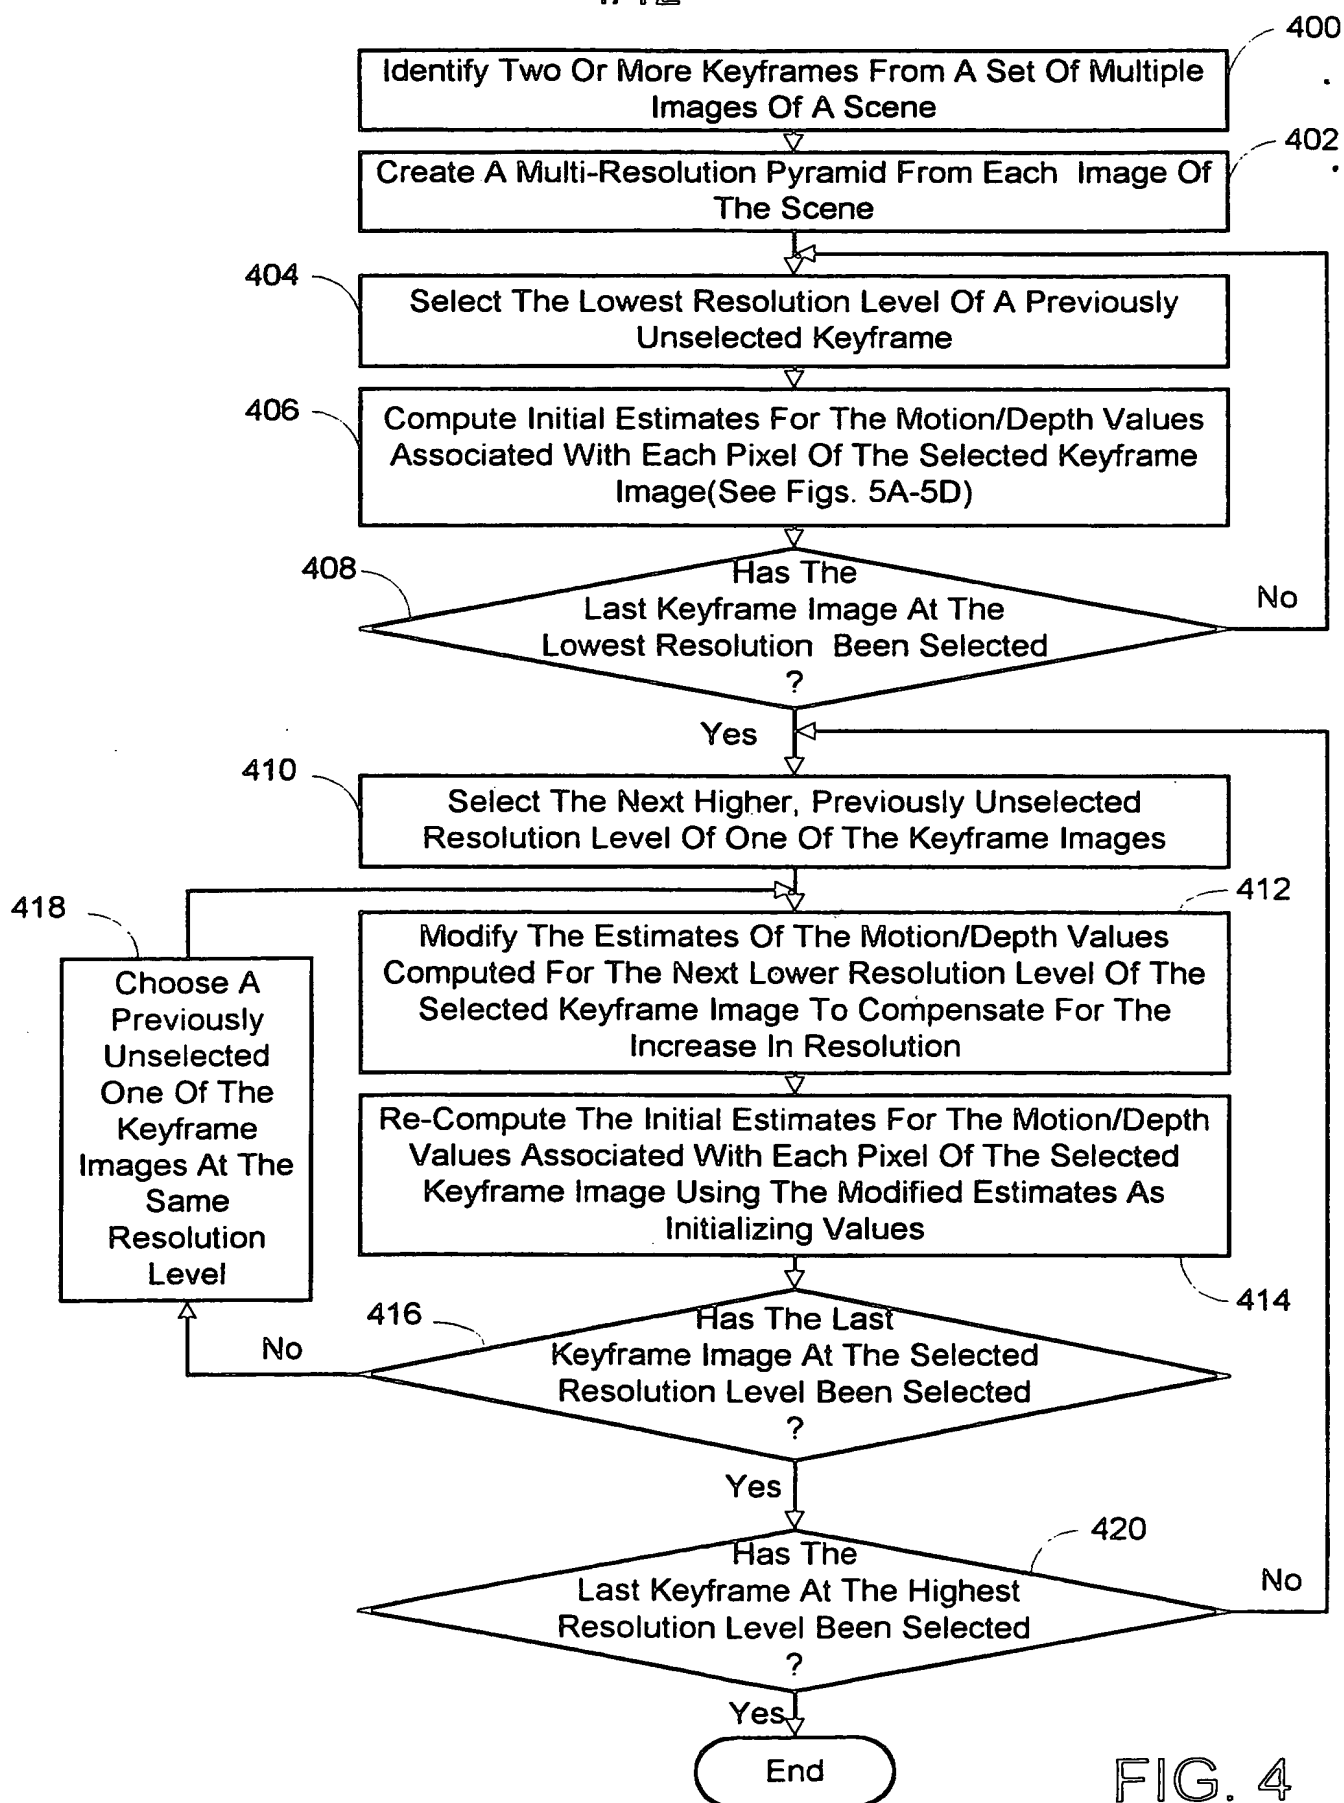 400
Identify Two Or More Keyframes From A Set Of Multiple
Images Of A Scene
402
Create A Multi-Resolution Pyramid From Each Image Of
The Scene
404
Select The Lowest Resolution Level Of A Previously
Unselected Keyframe
406
Compute Initial Estimates For The Motion/Depth Values
Associated With Each Pixel Of The Selected Keyframe
Image(See Figs. 5A-5D)
408
Has The
Last Keyframe Image At The
Lowest Resolution Been Selected
?
No
Yes
410
Select The Next Higher, Previously Unselected
Resolution Level Of One Of The Keyframe Images
412
Modify The Estimates Of The Motion/Depth Values
Computed For The Next Lower Resolution Level Of The
Selected Keyframe Image To Compensate For The
Increase In Resolution
418
Choose A
Previously
Unselected
One Of The
Keyframe
Images At The
Same
Resolution
Level
Re-Compute The Initial Estimates For The Motion/Depth
Values Associated With Each Pixel Of The Selected
Keyframe Image Using The Modified Estimates As
Initializing Values
414
416
Has The Last
Keyframe Image At The Selected
Resolution Level Been Selected
?
No
Yes
420
Has The
Last Keyframe At The Highest
Resolution Level Been Selected
?
No
Yes
End
FIG. 4